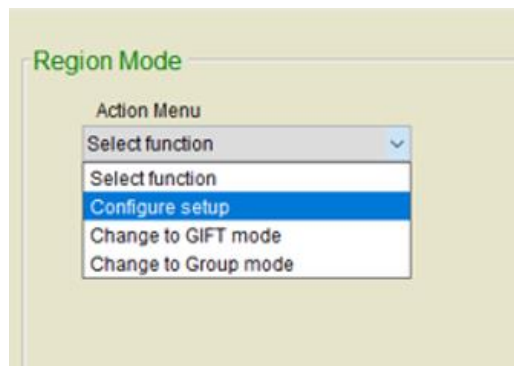 Region Mode
Action Menu
Select function
Select function
Configure setup
Change to GIFT mode
Change to Group mode